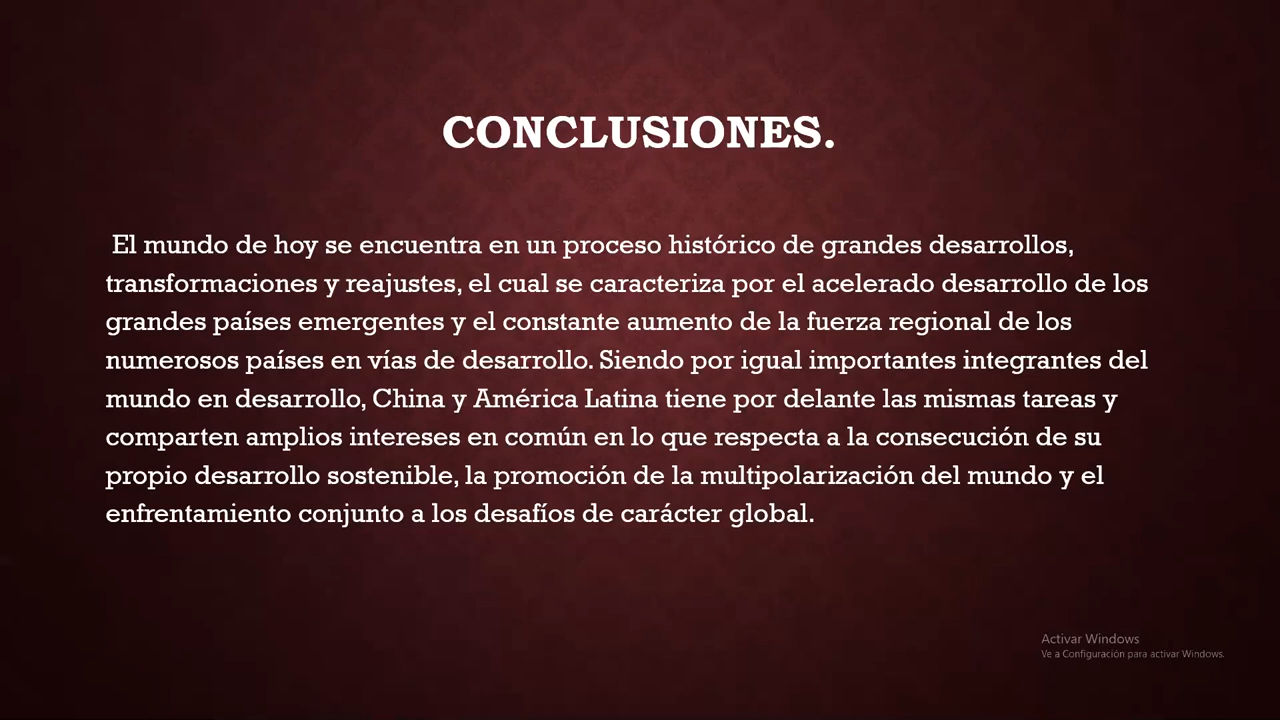 CONCLUSIONES.
El mundo de hoy se encuentra en un proceso histórico de grandes desarrollos,
transformaciones y reajustes, el cual se caracteriza por el acelerado desarrollo de los
grandes países emergentes y el constante aumento de la fuerza regional de los
numerosos países en vías de desarrollo. Siendo por igual importantes integrantes del
mundo en desarrollo, China y América Latina tiene por delante las mismas tareas y
comparten amplios intereses en común en lo que respecta a la consecución de su
propio desarrollo sostenible, la promoción de la multipolarización del mundo y el
enfrentamiento conjunto a los desafíos de carácter global.
Activar Windows
Ve a Configuración para activar Windows.